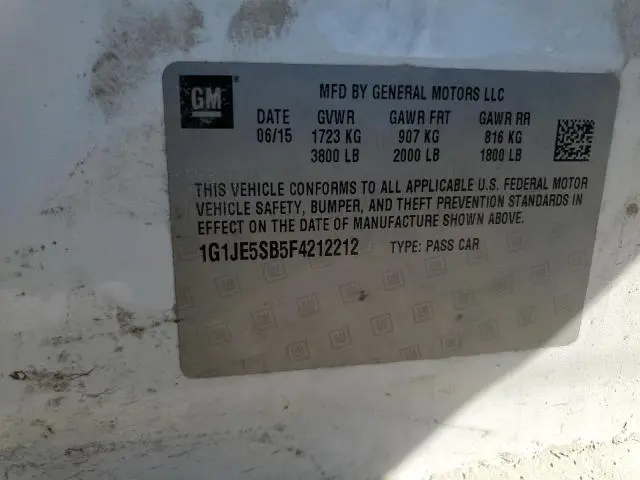 GM ®
MFD BY GENERAL MOTORS LLC
DATE GVWR GAWR FRT GAWR RR
06/15 1723 KG 907 KG 816 KG
3800 LB 2000 LB 1800 LB
THIS VEHICLE CONFORMS TO ALL APPLICABLE U.S. FEDERAL MOTOR
VEHICLE SAFETY, BUMPER, AND THEFT PREVENTION STANDARDS IN
EFFECT ON THE DATE OF MANUFACTURE SHOWN ABOVE.
1G1JE5SB5F4212212 TYPE: PASS CAR